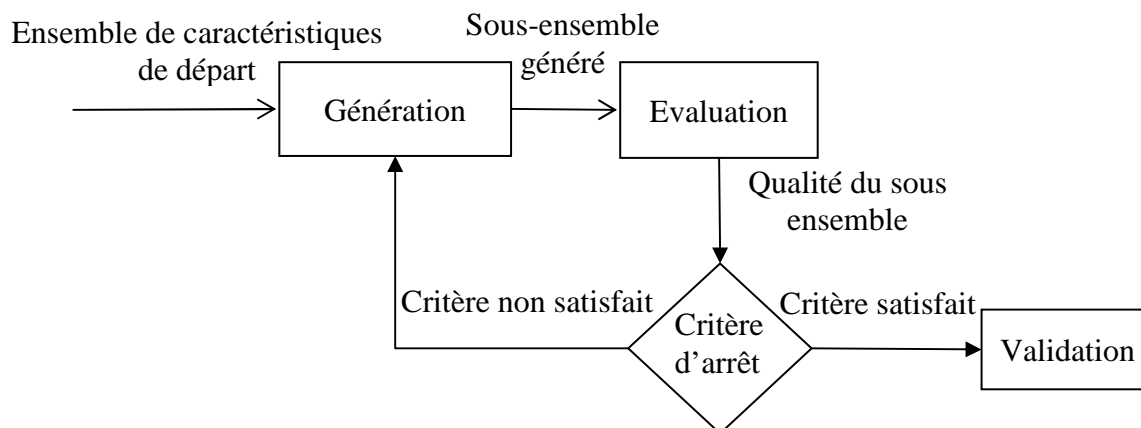 Ensemble de caractéristiques
de départ
Sous-ensemble
généré
Génération
Evaluation
Qualité du sous
ensemble
Critère non satisfait
Critère satisfait
Critère
d’arrêt
Validation